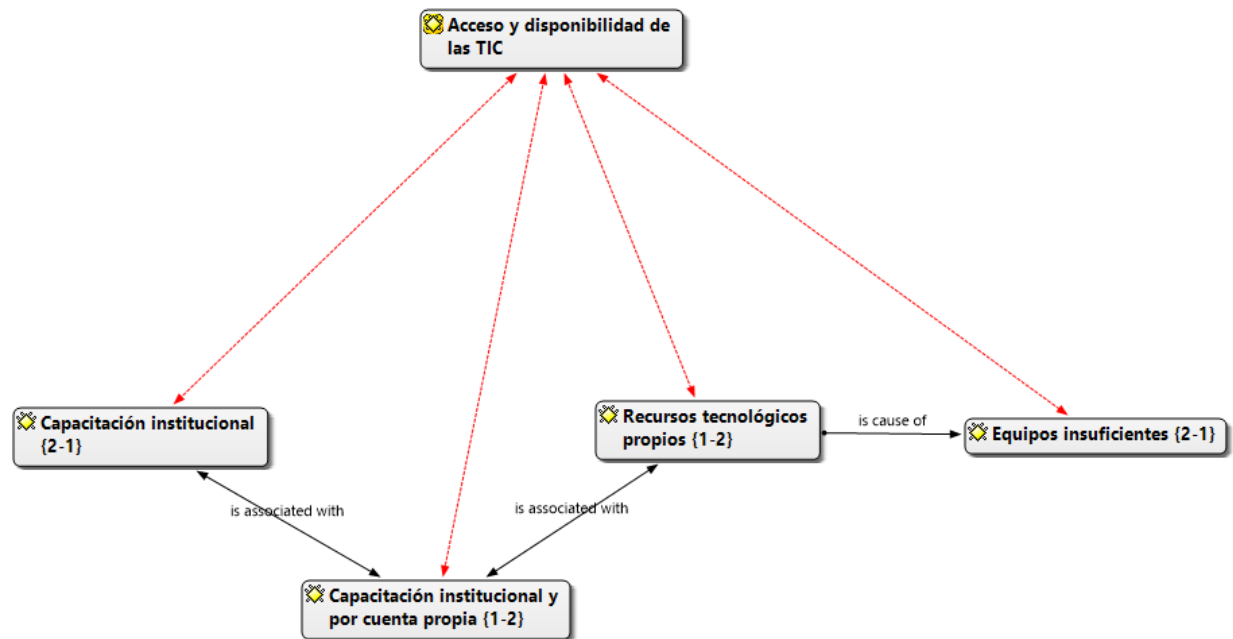 Acceso y disponibilidad de
las TIC
Capacitación institucional
{2-1}
Recursos tecnológicos
propios {1-2}
is cause of
Equipos insuficientes {2-1}
is associated with
is associated with
Capacitación institucional y
por cuenta propia {1-2}